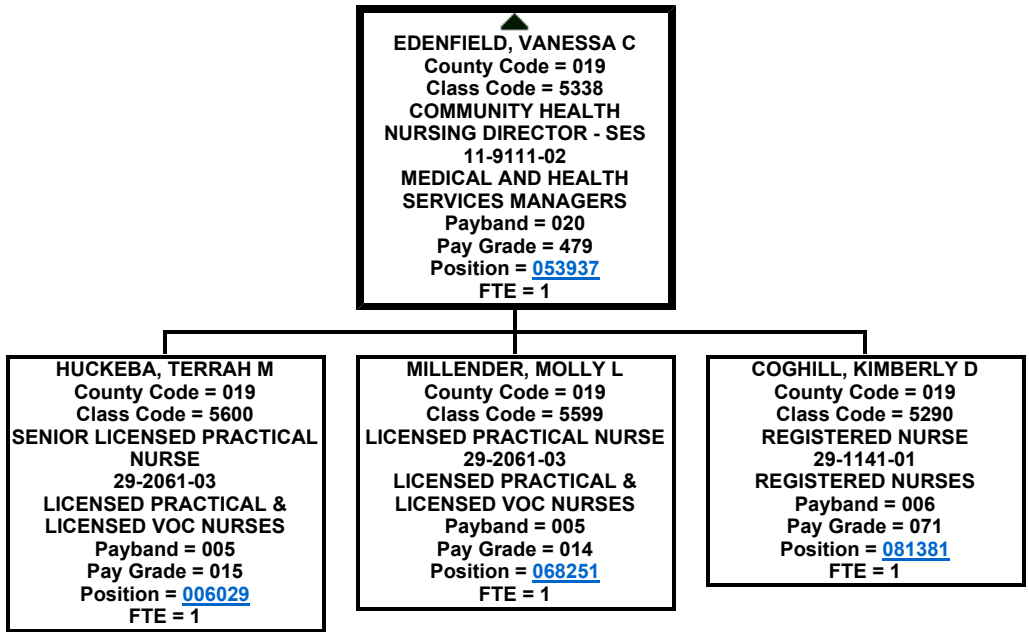 EDENFIELD, VANESSA C
County Code = 019
Class Code = 5338
COMMUNITY HEALTH
NURSING DIRECTOR - SES
11-9111-02
MEDICAL AND HEALTH
SERVICES MANAGERS
Payband = 020
Pay Grade = 479
Position = 053937
FTE = 1
HUCKEBA, TERRAH M
County Code = 019
Class Code = 5600
SENIOR LICENSED PRACTICAL
NURSE
29-2061-03
LICENSED PRACTICAL &
LICENSED VOC NURSES
Payband = 005
Pay Grade = 015
Position = 006029
FTE = 1
MILLENDER, MOLLY L
County Code = 019
Class Code = 5599
LICENSED PRACTICAL NURSE
29-2061-03
LICENSED PRACTICAL &
LICENSED VOC NURSES
Payband = 005
Pay Grade = 014
Position = 068251
FTE = 1
COGHILL, KIMBERLY D
County Code = 019
Class Code = 5290
REGISTERED NURSE
29-1141-01
REGISTERED NURSES
Payband = 006
Pay Grade = 071
Position = 081381
FTE = 1